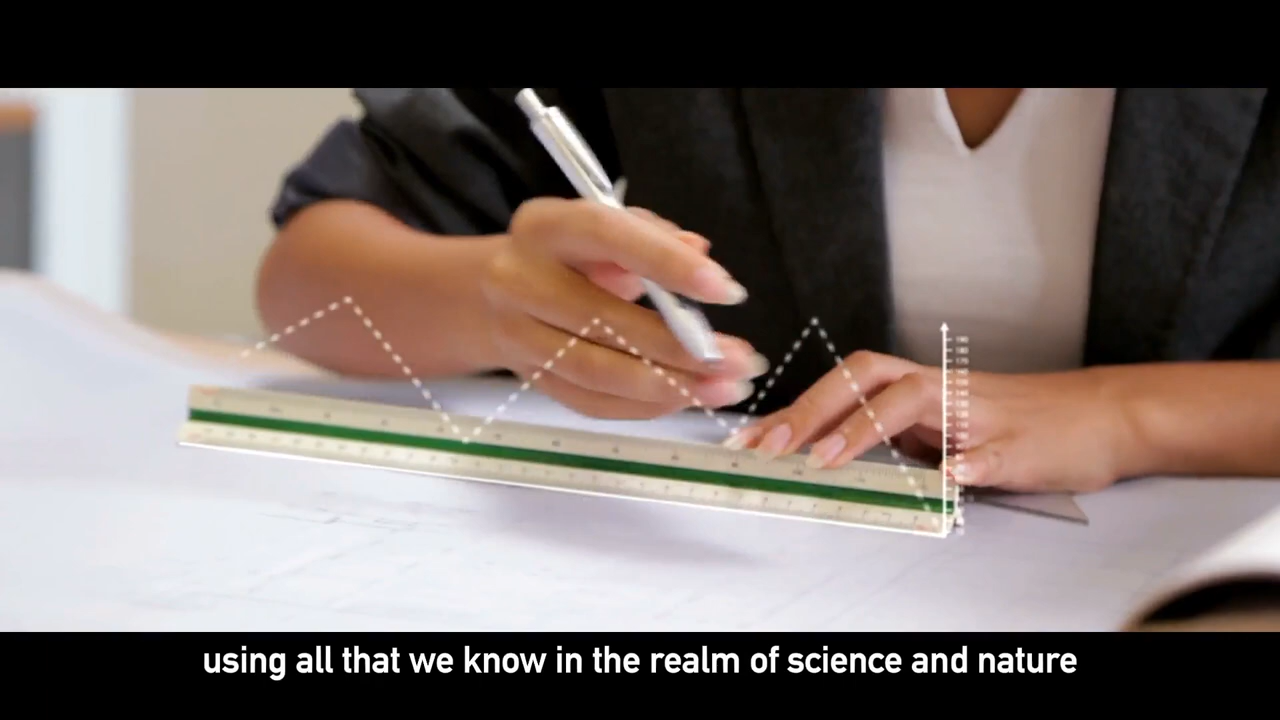 using all that we know in the realm of science and nature